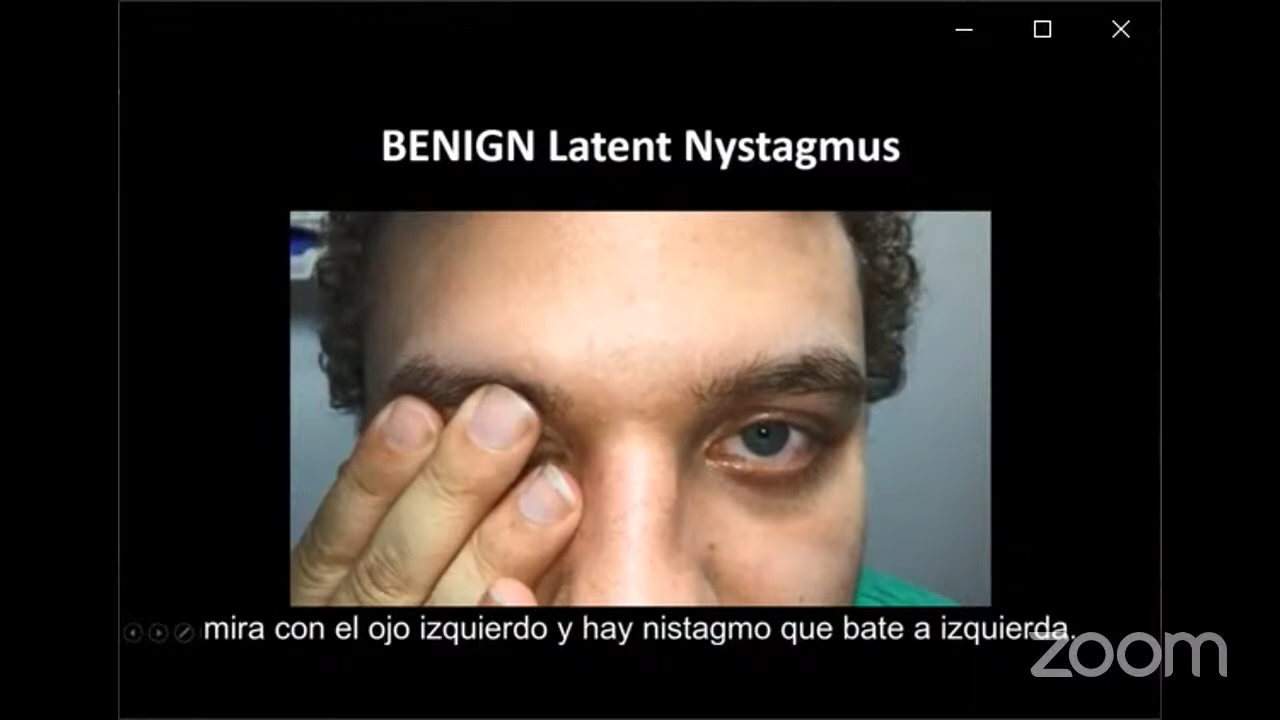 BENIGN Latent Nystagmus
mira con el ojo izquierdo y hay nistagmo que bate a izquierda.
zoom